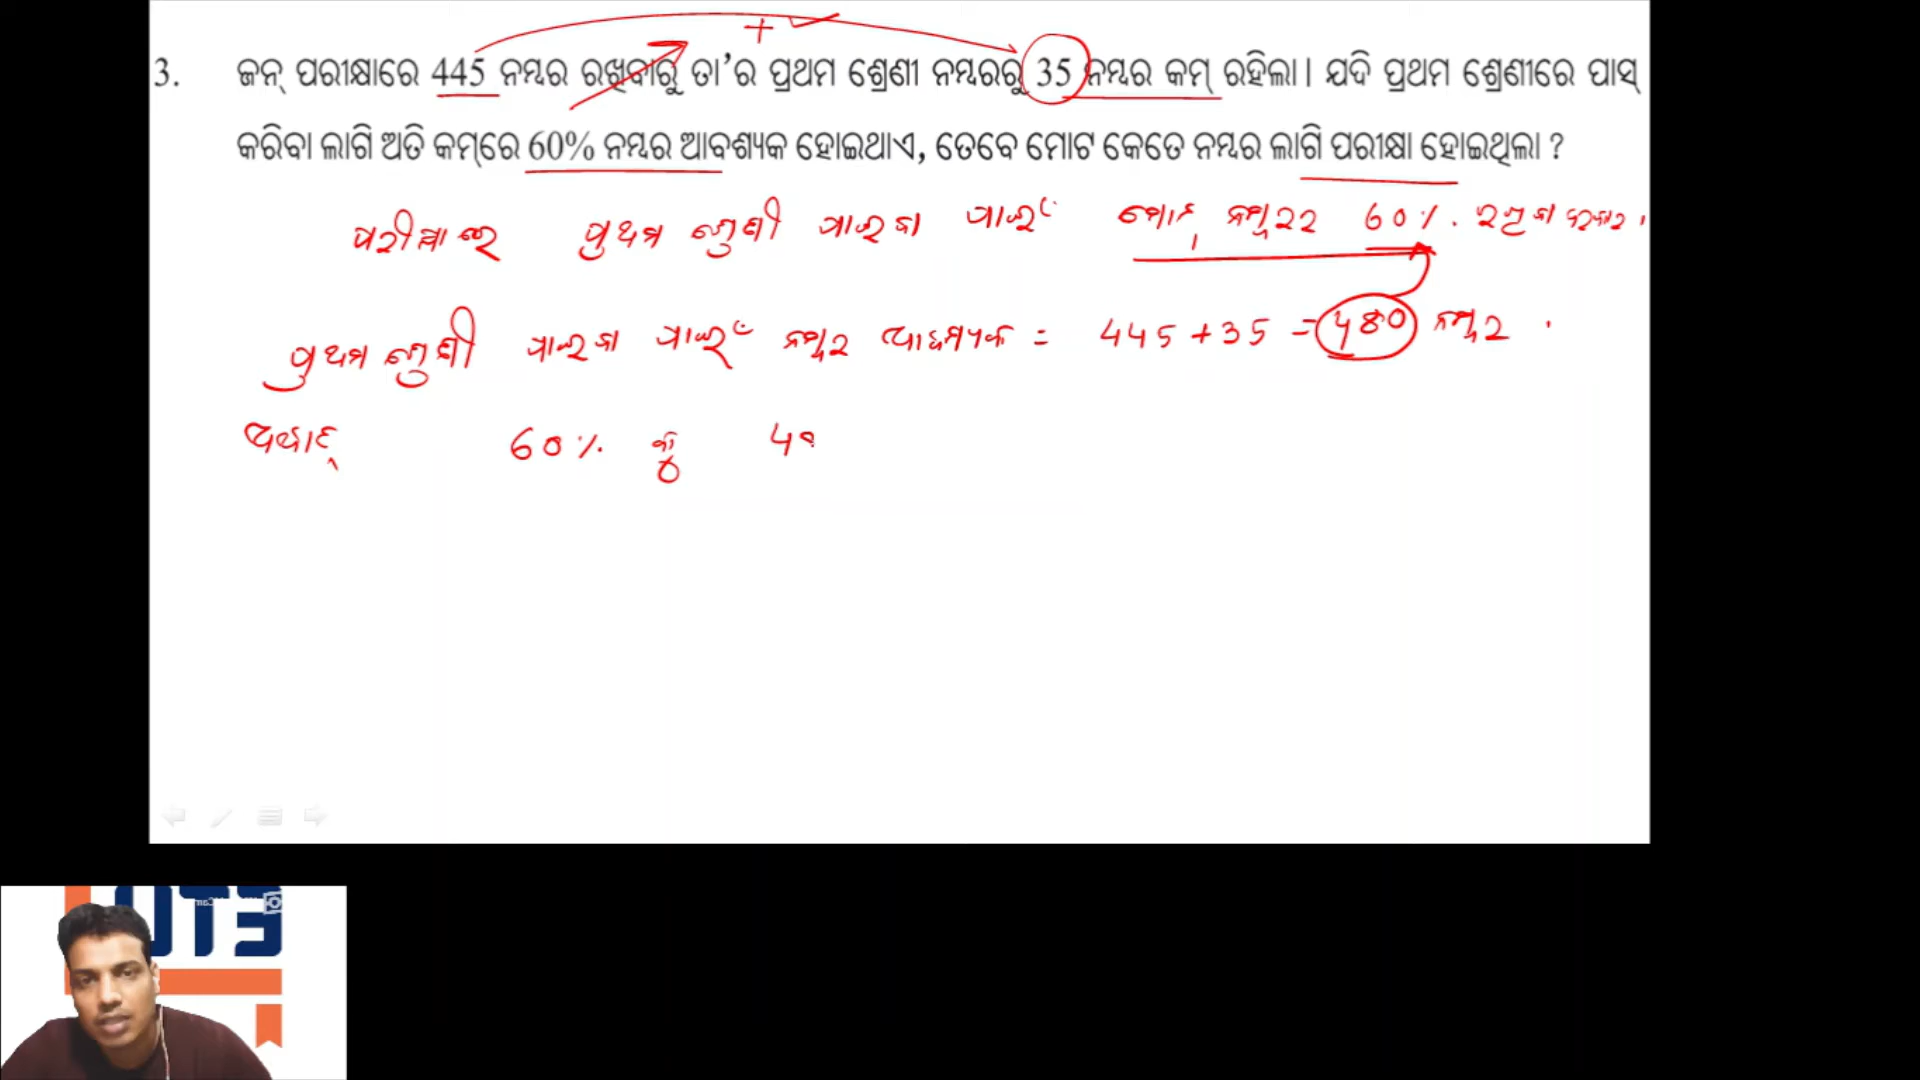 3. ଜନ୍ ପରୀକ୍ଷାରେ 445 ନମ୍ବର ରଖିବାରୁ ତା’ର ପ୍ରଥମ ଶ୍ରେଣୀ ନମ୍ବରରୁ 35 ନମ୍ବର କମ୍ ରହିଲା। ଯଦି ପ୍ରଥମ ଶ୍ରେଣୀରେ ପାସ୍
କରିବା ଲାଗି ଅତି କମ୍‌ରେ 60% ନମ୍ବର ଆବଶ୍ୟକ ହୋଇଥାଏ, ତେବେ ମୋଟ କେତେ ନମ୍ବର ଲାଗି ପରୀକ୍ଷା ହୋଇଥିଲା ?
ପରୀକ୍ଷାରେ ପ୍ରଥମ ଶ୍ରେଣୀ ପାଇବା ପାଇଁ ମୋଟ୍ ନମ୍ବରର 60%. ରଖିବା ଦରକାର.
ପ୍ରଥମ ଶ୍ରେଣୀ ପାଇବା ପାଇଁ ନମ୍ବର ଆବଶ୍ୟକ = 445 + 35 = 480 ନମ୍ବର .
ଅର୍ଥାତ୍ 60% କୁ
UTS